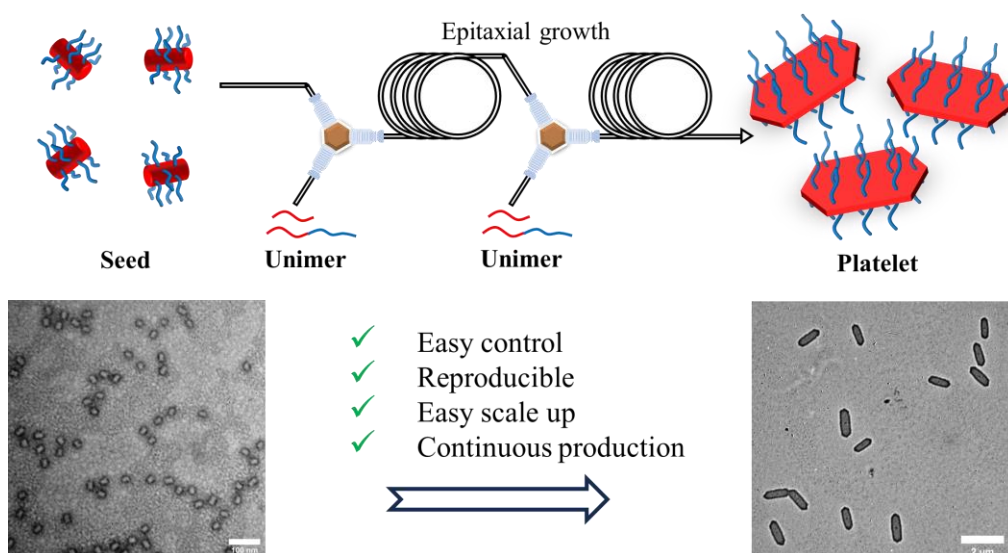 Epitaxial growth
Seed
Unimer
Unimer
Platelet
✓ Easy control
✓ Reproducible
✓ Easy scale up
✓ Continuous production
100 nm
2 μm